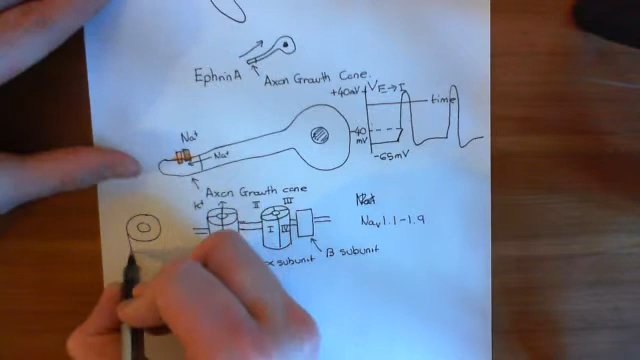 EphrinA
Axon Growth Cone.
+40mV
V E→I
time
-40 mV
-65mV
Na+
Na+
Axon Growth cone
K+
II
III
I
IV
α subunit
β subunit
Nav1.1-1.9